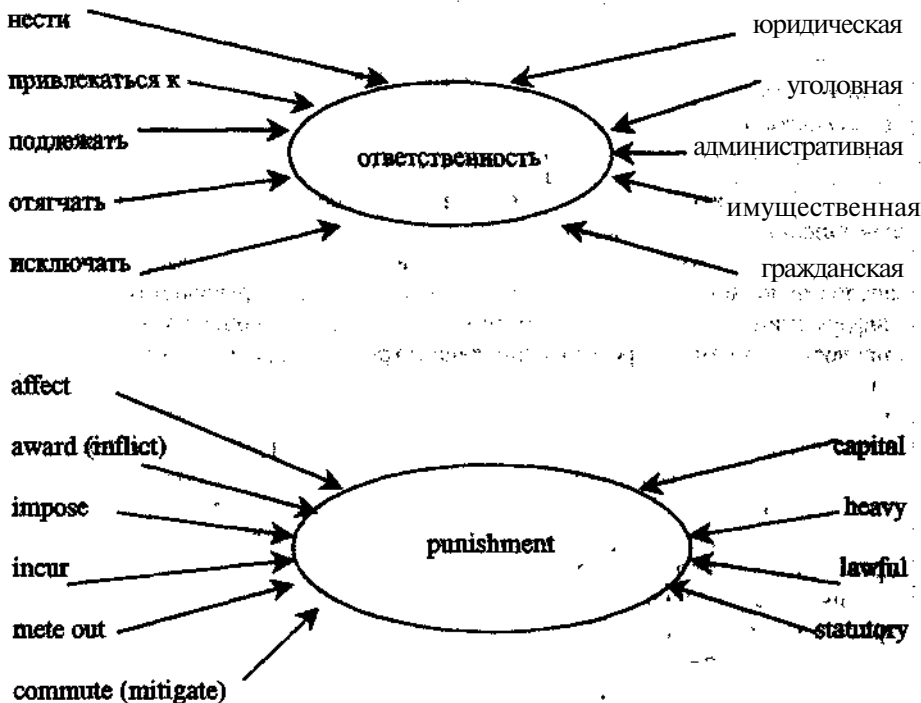 нести
юридическая
привлекаться к
уголовная
подлежать
ответственность
административная
отягчать
имущественная
исключать
гражданская
affect
award (inflict)
capital
impose
heavy
punishment
incur
lawful
mete out
statutory
commute (mitigate)